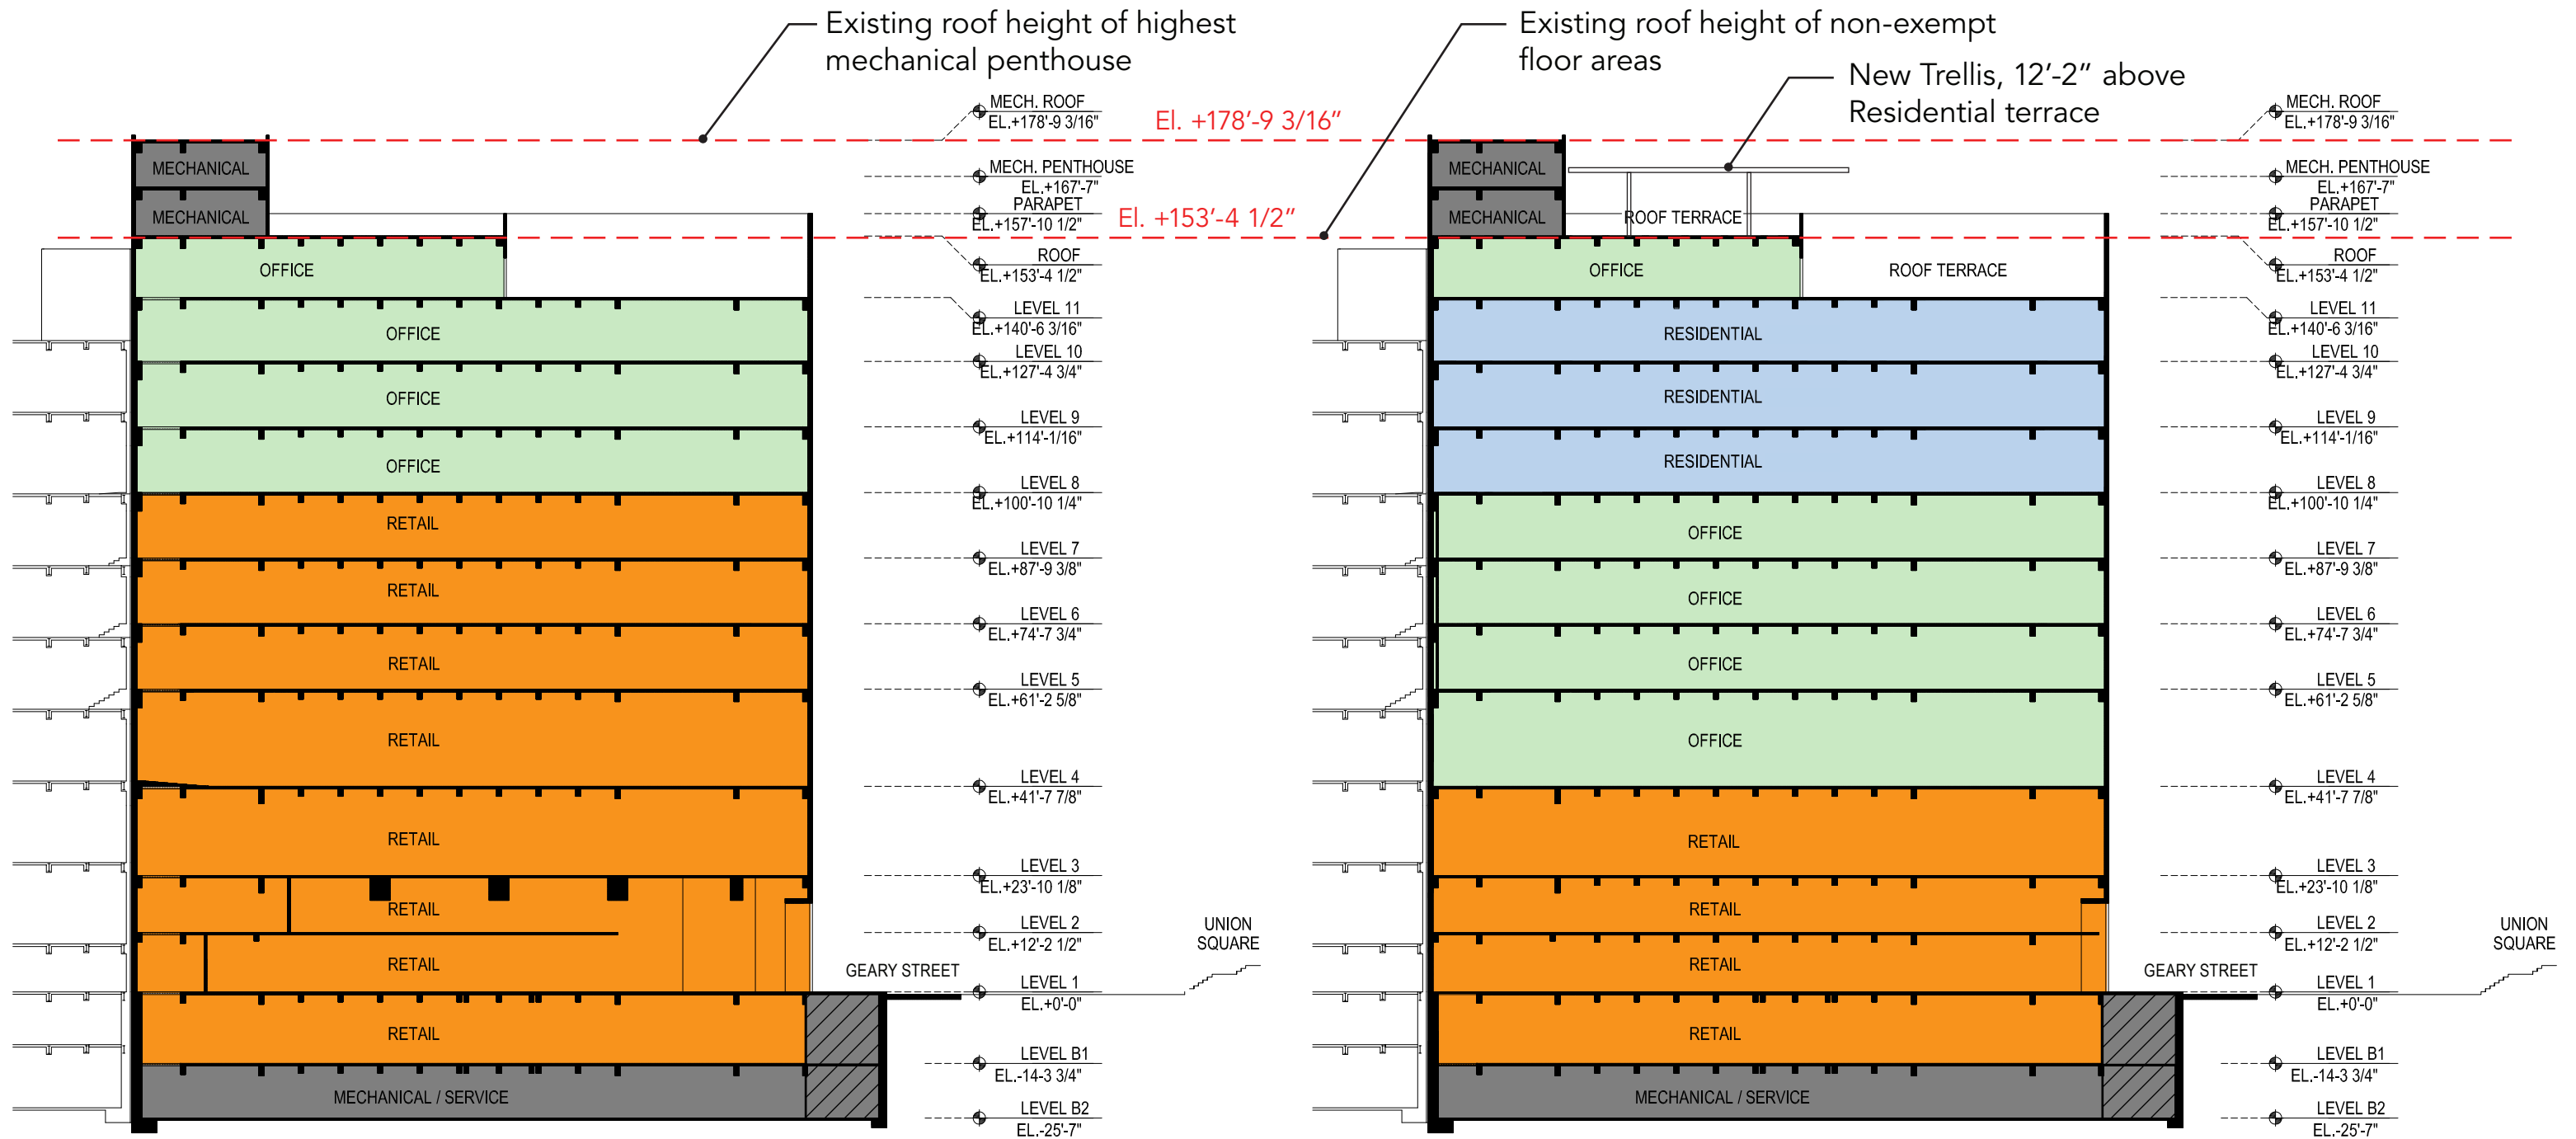 Existing roof height of highest
mechanical penthouse
MECH. ROOF
EL.+178'-9 3/16"
El. +178'-9 3/16"
MECH. PENTHOUSE
EL.+167'-7"
PARAPET
EL.+157'-10 1/2"
El. +153'-4 1/2"
ROOF
EL.+153'-4 1/2"
LEVEL 11
EL.+140'-6 3/16"
LEVEL 10
EL.+127'-4 3/4"
LEVEL 9
EL.+114'-1/16"
LEVEL 8
EL.+100'-10 1/4"
LEVEL 7
EL.+87'-9 3/8"
LEVEL 6
EL.+74'-7 3/4"
LEVEL 5
EL.+61'-2 5/8"
LEVEL 4
EL.+41'-7 7/8"
LEVEL 3
EL.+23'-10 1/8"
LEVEL 2
EL.+12'-2 1/2"
LEVEL 1
EL.+0'-0"
LEVEL B1
EL.-14-3 3/4"
LEVEL B2
EL.-25'-7"
MECHANICAL
MECHANICAL
OFFICE
OFFICE
OFFICE
OFFICE
RETAIL
RETAIL
RETAIL
RETAIL
RETAIL
RETAIL
RETAIL
RETAIL
MECHANICAL / SERVICE
GEARY STREET
UNION
SQUARE
Existing roof height of non-exempt
floor areas
New Trellis, 12'-2" above
Residential terrace
MECHANICAL
MECHANICAL
ROOF TERRACE
OFFICE
ROOF TERRACE
RESIDENTIAL
RESIDENTIAL
RESIDENTIAL
OFFICE
OFFICE
OFFICE
OFFICE
RETAIL
RETAIL
RETAIL
RETAIL
MECHANICAL / SERVICE
MECH. ROOF
EL.+178'-9 3/16"
MECH. PENTHOUSE
EL.+167'-7"
PARAPET
EL.+157'-10 1/2"
ROOF
EL.+153'-4 1/2"
LEVEL 11
EL.+140'-6 3/16"
LEVEL 10
EL.+127'-4 3/4"
LEVEL 9
EL.+114'-1/16"
LEVEL 8
EL.+100'-10 1/4"
LEVEL 7
EL.+87'-9 3/8"
LEVEL 6
EL.+74'-7 3/4"
LEVEL 5
EL.+61'-2 5/8"
LEVEL 4
EL.+41'-7 7/8"
LEVEL 3
EL.+23'-10 1/8"
LEVEL 2
EL.+12'-2 1/2"
LEVEL 1
EL.+0'-0"
LEVEL B1
EL.-14-3 3/4"
LEVEL B2
EL.-25'-7"
GEARY STREET
UNION
SQUARE